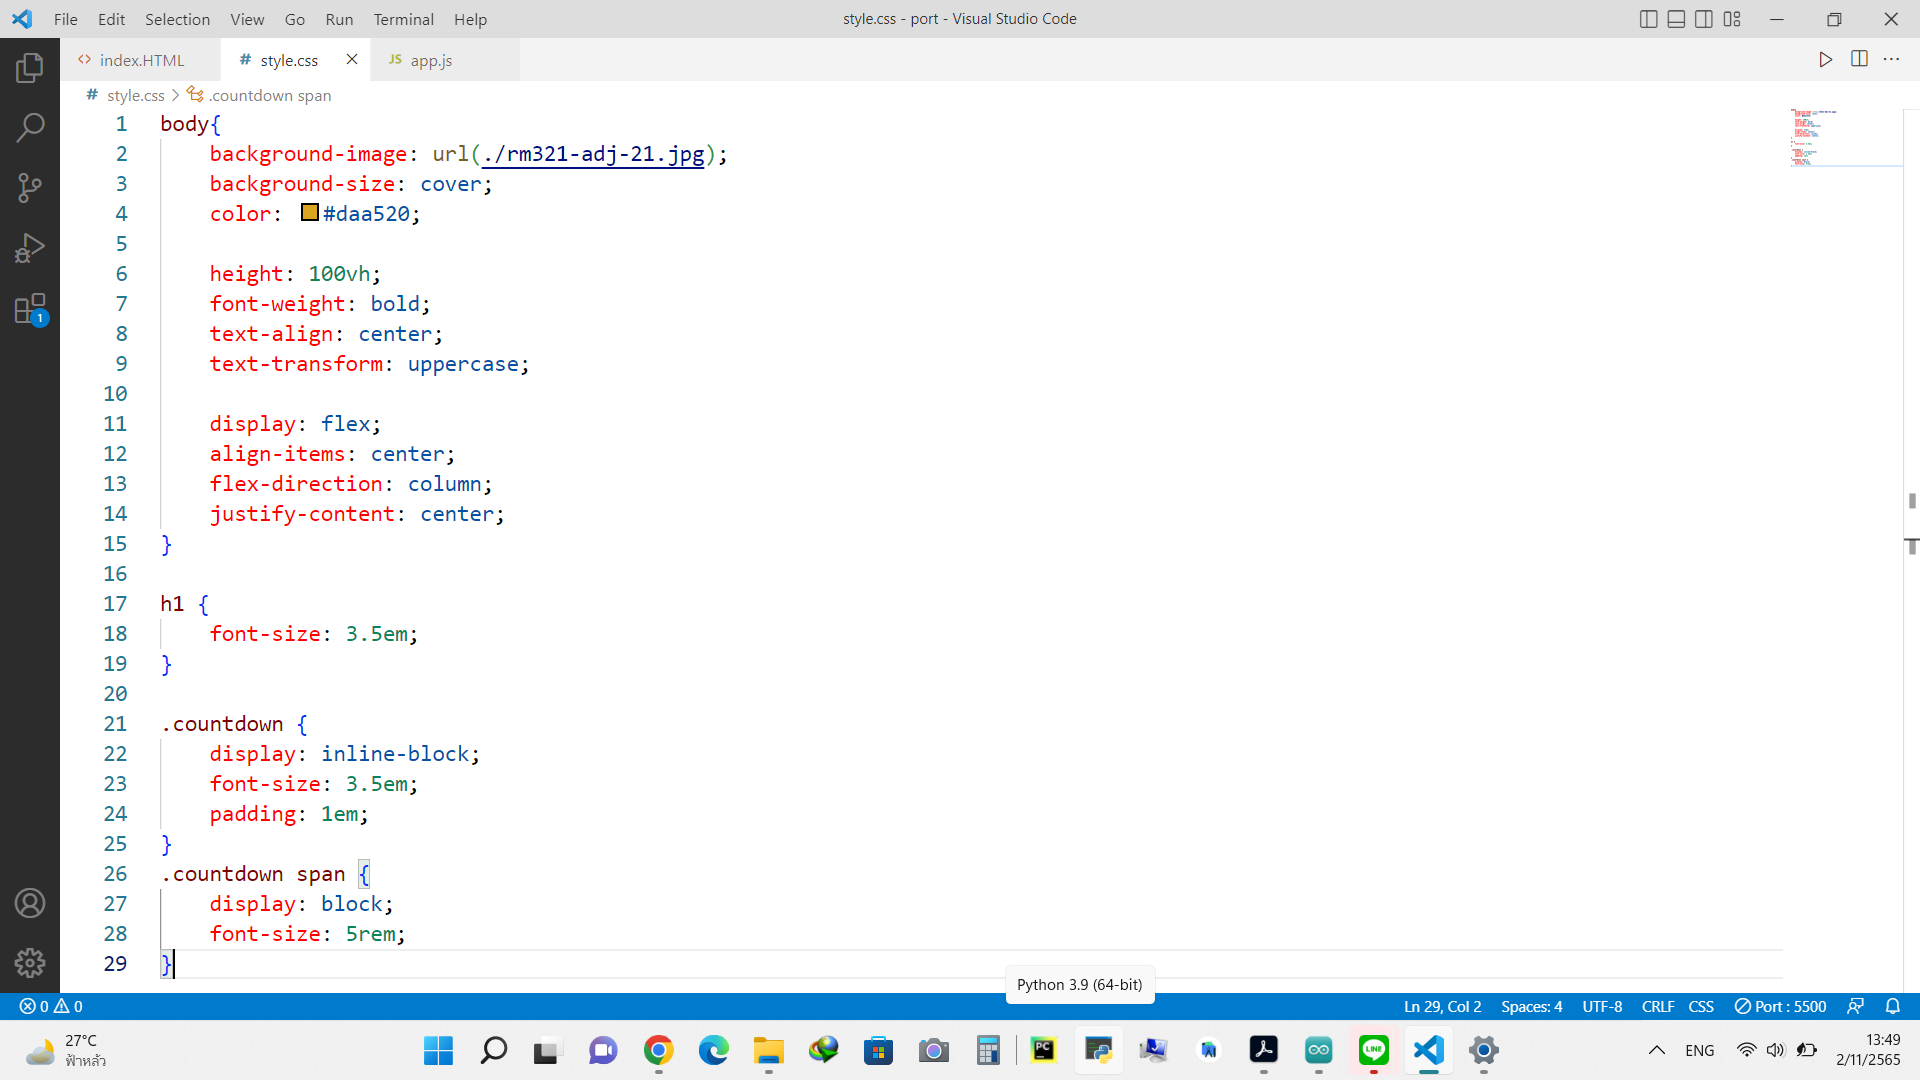 File Edit Selection View Go Run Terminal Help
style.css - port - Visual Studio Code
<> index.HTML
# style.css
JS app.js
# style.css > .countdown span
1 body{
2     background-image: url(./rm321-adj-21.jpg);
3     background-size: cover;
4     color: #daa520;
5
6     height: 100vh;
7     font-weight: bold;
8     text-align: center;
9     text-transform: uppercase;
10
11     display: flex;
12     align-items: center;
13     flex-direction: column;
14     justify-content: center;
15 }
16
17 h1 {
18     font-size: 3.5em;
19 }
20
21 .countdown {
22     display: inline-block;
23     font-size: 3.5em;
24     padding: 1em;
25 }
26 .countdown span {
27     display: block;
28     font-size: 5rem;
29 }
1
Python 3.9 (64-bit)
0 0
Ln 29, Col 2 Spaces: 4 UTF-8 CRLF CSS Port : 5500
27°C
ฟ้าหลัว
PC
LINE
ENG
13:49
2/11/2565